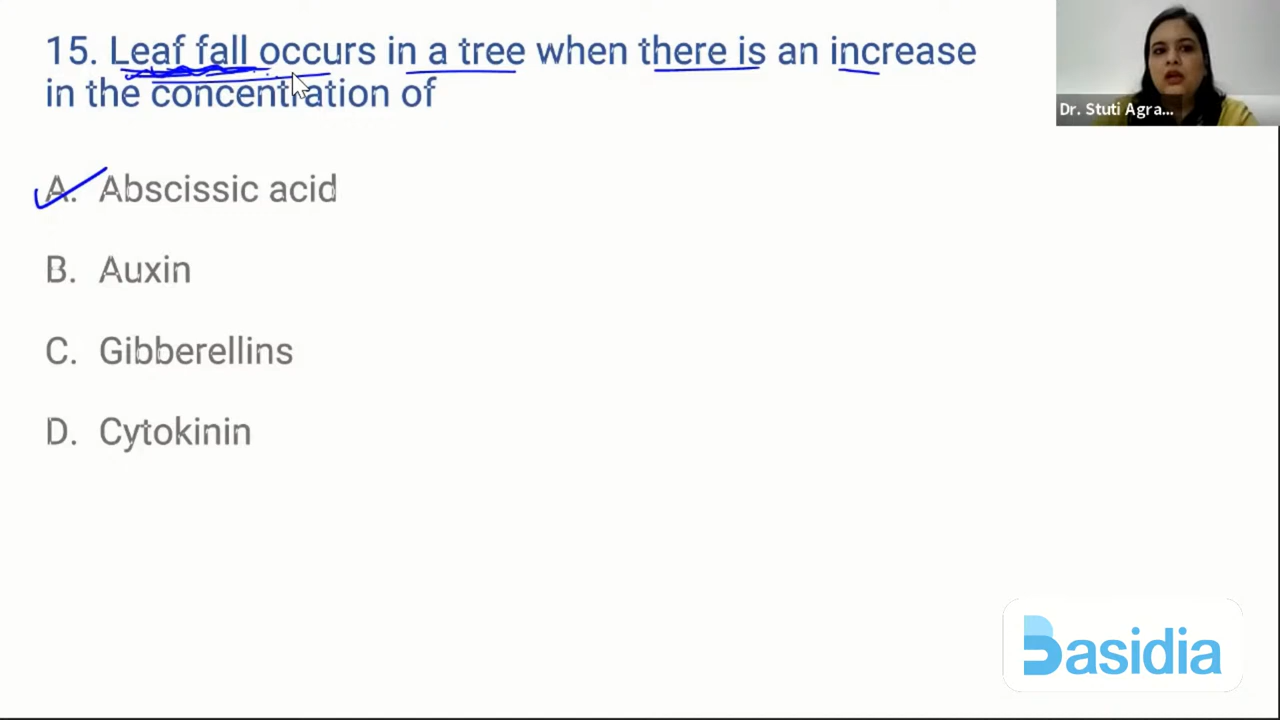 15. Leaf fall occurs in a tree when there is an increase
in the concentration of
A. Abscissic acid
B. Auxin
C. Gibberellins
D. Cytokinin
Dr. Stuti Agra...
Basidia